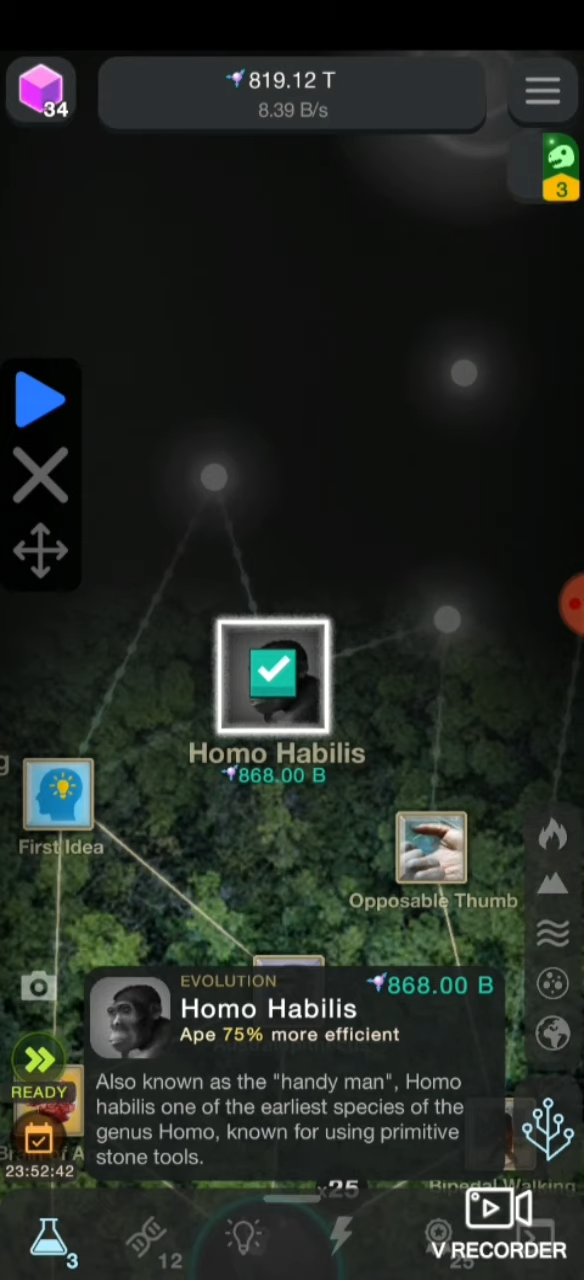 34
819.12 T
8.39 B/s
3
Homo Habilis
868.00 B
g
First Idea
Opposable Thumb
EVOLUTION
868.00 B
Homo Habilis
Ape 75% more efficient
READY
Also known as the "handy man", Homo
habilis one of the earliest species of the
genus Homo, known for using primitive
stone tools.
23:52:42
x25
Bipedal Walking
3
12
25
V RECORDER